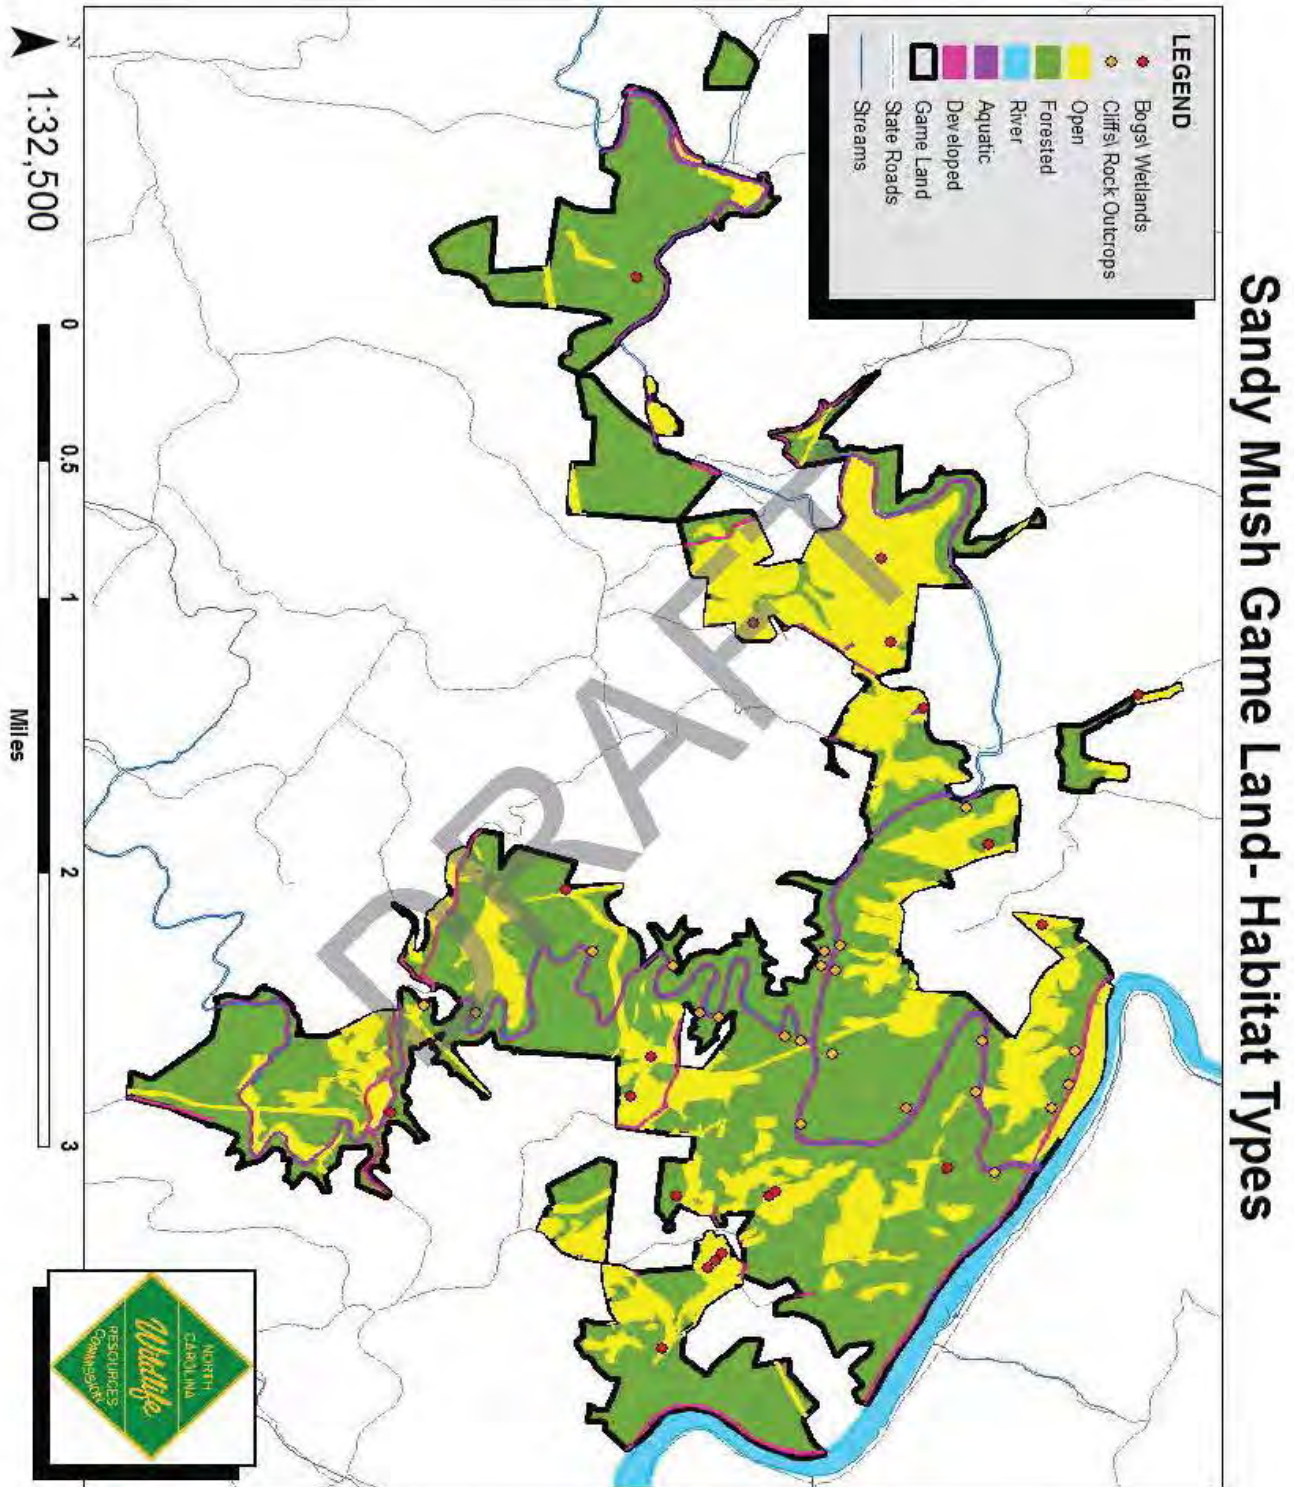 Sandy Mush Game Land- Habitat Types
LEGEND
Bogs\ Wetlands
Cliffs\ Rock Outcrops
Open
Forested
River
Aquatic
Developed
Game Land
State Roads
Streams
DRAFT
N
1:32,500
0 0.5 1 2 3
Miles
NORTH
CAROLINA
Wildlife
RESOURCES
COMMISSION